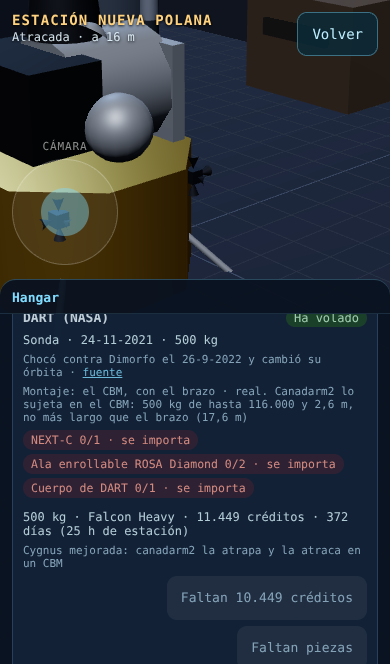 ESTACIÓN NUEVA POLANA
Atracada · a 16 m
Volver
CÁMARA
Hangar
DART (NASA)
Ha volado
Sonda · 24-11-2021 · 500 kg
Chocó contra Dimorfo el 26-9-2022 y cambió su
órbita · fuente
Montaje: el CBM, con el brazo · real. Canadarm2 lo
sujeta en el CBM: 500 kg de hasta 116.000 y 2,6 m,
no más largo que el brazo (17,6 m)
NEXT-C 0/1 · se importa
Ala enrollable ROSA Diamond 0/2 · se importa
Cuerpo de DART 0/1 · se importa
500 kg · Falcon Heavy · 11.449 créditos · 372
días (25 h de estación)
Cygnus mejorada: canadarm2 la atrapa y la atraca en
un CBM
Faltan 10.449 créditos
Faltan piezas